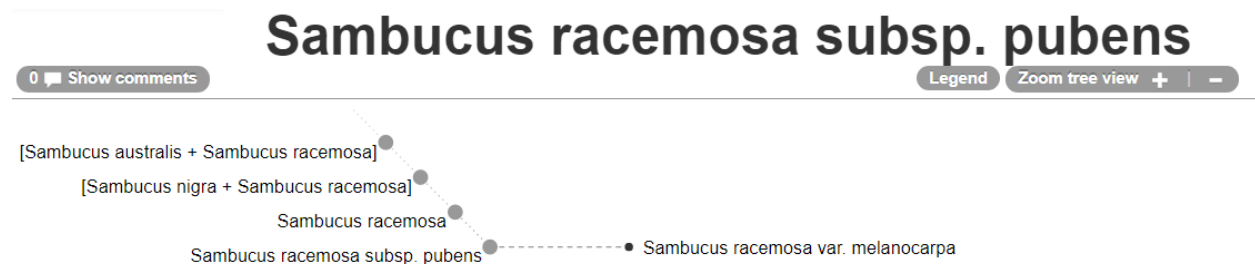 Sambucus racemosa subsp. pubens
0 Show comments
Legend
Zoom tree view + | −
[Sambucus australis + Sambucus racemosa]
[Sambucus nigra + Sambucus racemosa]
Sambucus racemosa
Sambucus racemosa subsp. pubens
Sambucus racemosa var. melanocarpa